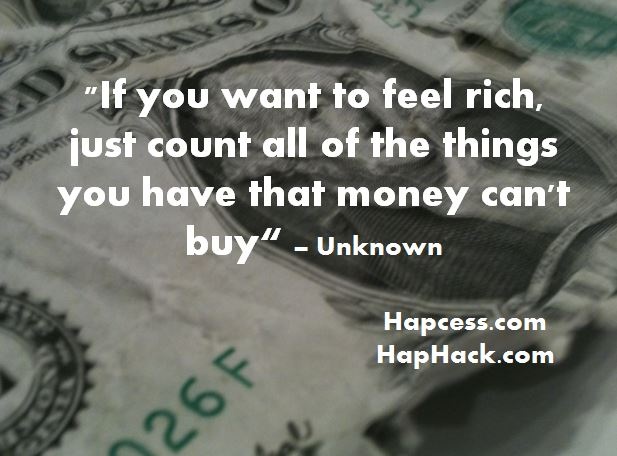 "If you want to feel rich,
just count all of the things
you have that money can't
buy“ – Unknown
Hapcess.com
HapHack.com
026F